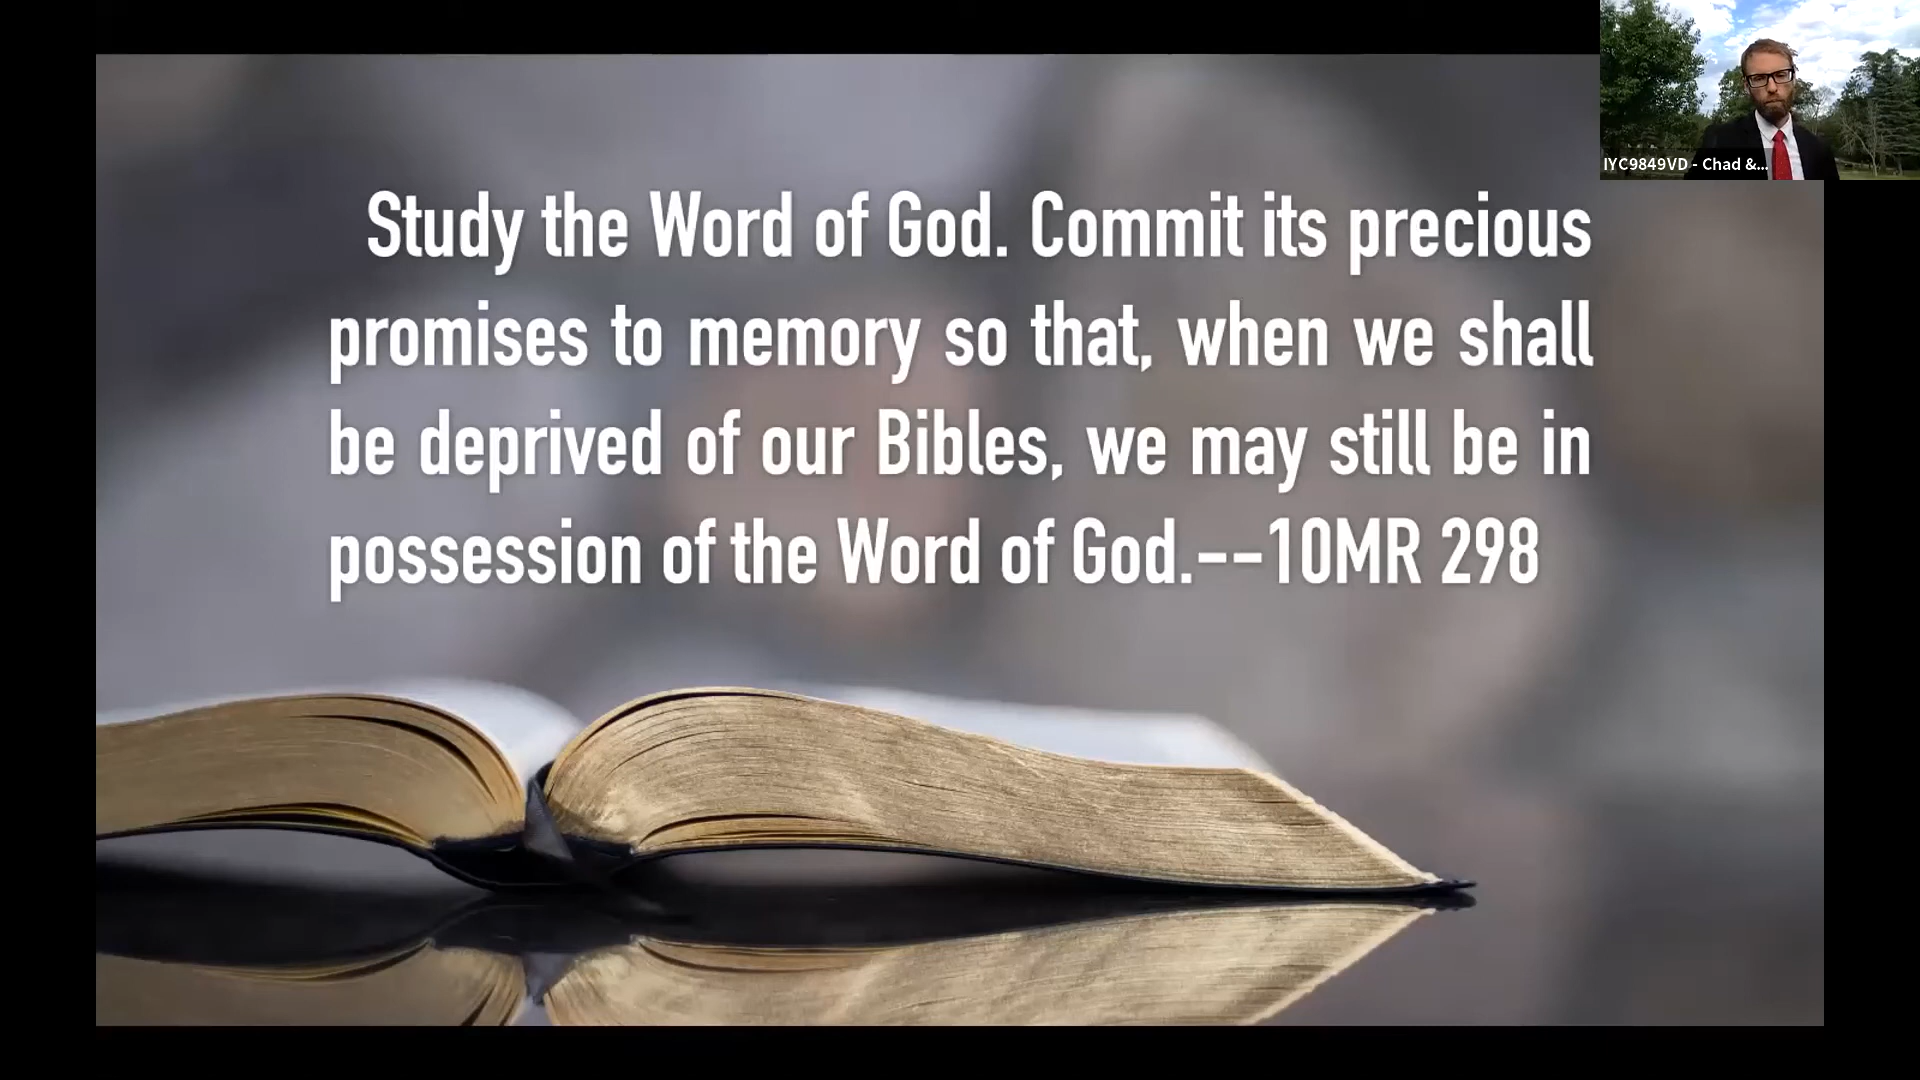 IYC9849VD - Chad &...
Study the Word of God. Commit its precious
promises to memory so that, when we shall
be deprived of our Bibles, we may still be in
possession of the Word of God.--10MR 298